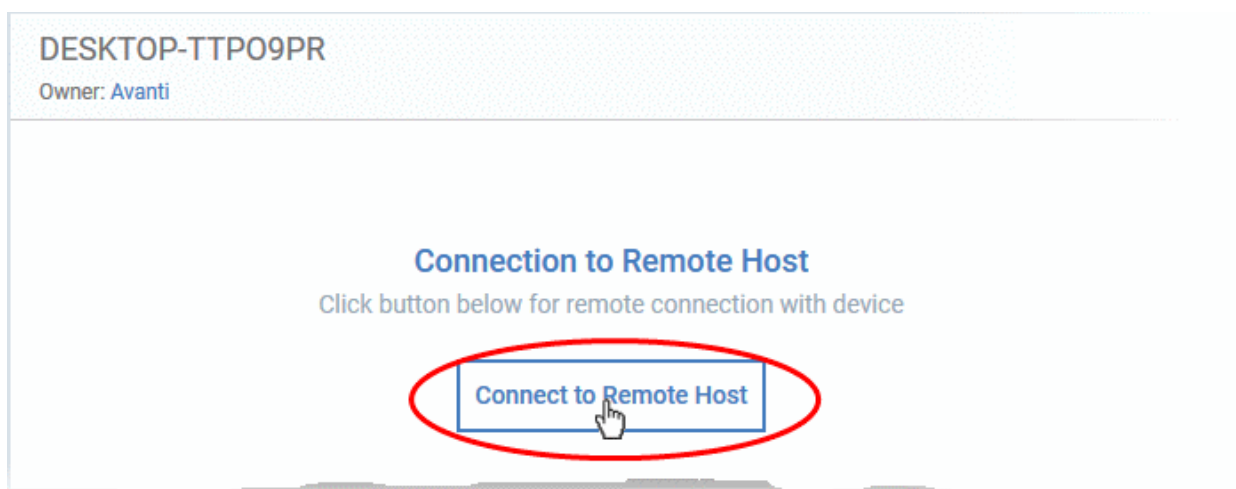 DESKTOP-TTPO9PR
Owner: Avanti
Connection to Remote Host
Click button below for remote connection with device
Connect to Remote Host